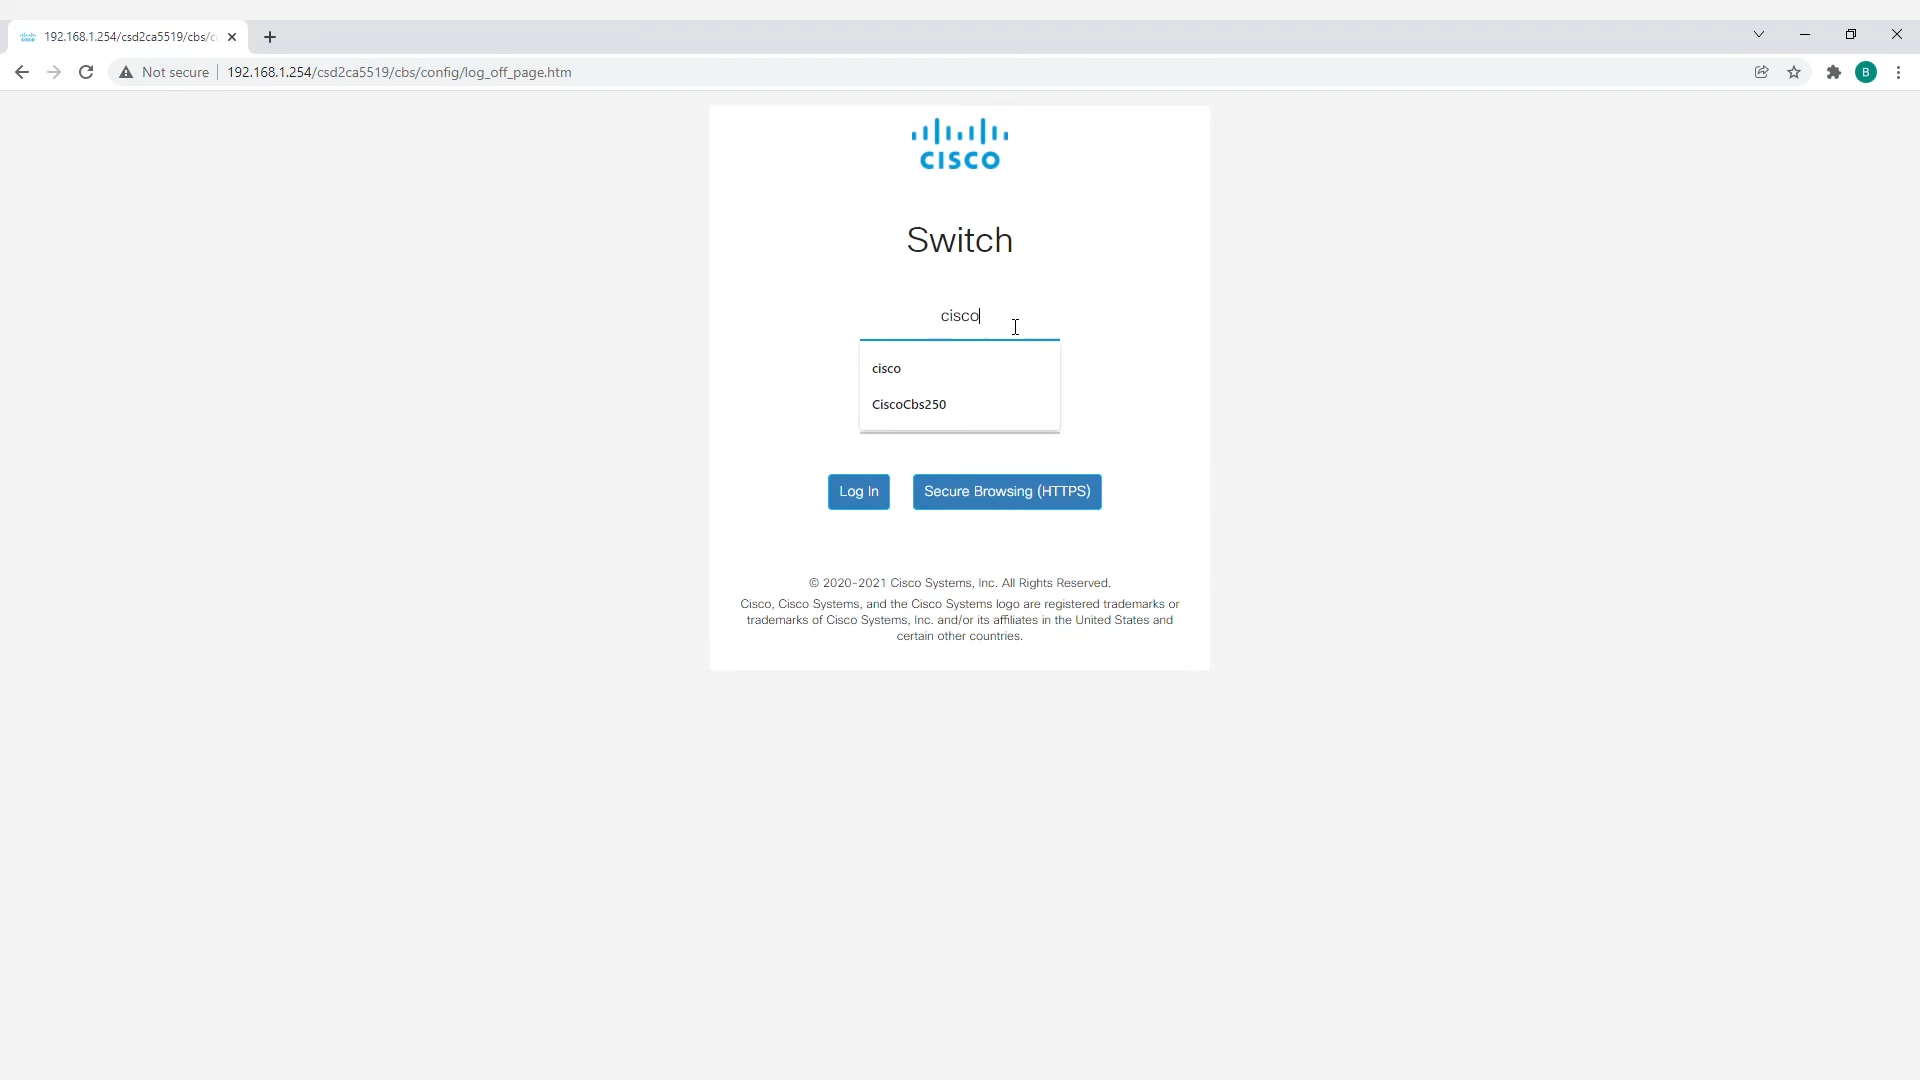 192.168.1.254/csd2ca5519/cbs/c
Not secure
192.168.1.254/csd2ca5519/cbs/config/log_off_page.htm
B
CISCO
Switch
cisco
cisco
CiscoCbs250
Log In
Secure Browsing (HTTPS)
© 2020-2021 Cisco Systems, Inc. All Rights Reserved.
Cisco, Cisco Systems, and the Cisco Systems logo are registered trademarks or
trademarks of Cisco Systems, Inc. and/or its affiliates in the United States and
certain other countries.